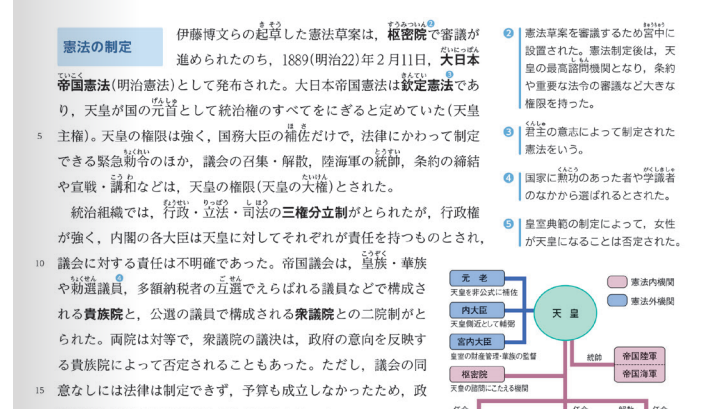 憲法の制定
伊藤博文らの起草した憲法草案は，枢密院❷で審議が
進められたのち，1889(明治22)年2月11日，大日本
帝国憲法(明治憲法)として発布された。大日本帝国憲法は欽定憲法❸であ
り，天皇が国の元首として統治権のすべてをにぎると定めていた(天皇
5 主権)。天皇の権限は強く，国務大臣の補佐だけで，法律にかわって制定
できる緊急勅令のほか，議会の召集・解散，陸海軍の統帥，条約の締結
や宣戦・講和などは，天皇の権限(天皇の大権)とされた。
統治組織では，行政・立法・司法の三権分立制がとられたが，行政権
が強く，内閣の各大臣は天皇に対してそれぞれが責任を持つものとされ，
10 議会に対する責任は不明確であった。帝国議会は，皇族・華族
や勅選議員❹，多額納税者の互選でえらばれる議員などで構成さ
れる貴族院と，公選の議員で構成される衆議院との二院制がと
られた。両院は対等で，衆議院の議決は，政府の意向を反映す
る貴族院によって否定されることもあった。ただし，議会の同
15 意なしには法律は制定できず，予算も成立しなかったため，政
❷ 憲法草案を審議するため宮中に
設置された。憲法制定後は，天
皇の最高諮問機関となり，条約
や重要な法令の審議など大きな
権限を持った。
❸ 君主の意志によって制定された
憲法をいう。
❹ 国家に勲功のあった者や学識者
のなかから選ばれるとされた。
❺ 皇室典範の制定によって，女性
が天皇になることは否定された。
元老
天皇を非公式に補佐
内大臣
天皇側近として輔弼
宮内大臣
皇室の財産管理・華族の監督
枢密院
天皇の諮問にこたえる機関
天皇
憲法内機関
憲法外機関
統帥
帝国陸軍
帝国海軍